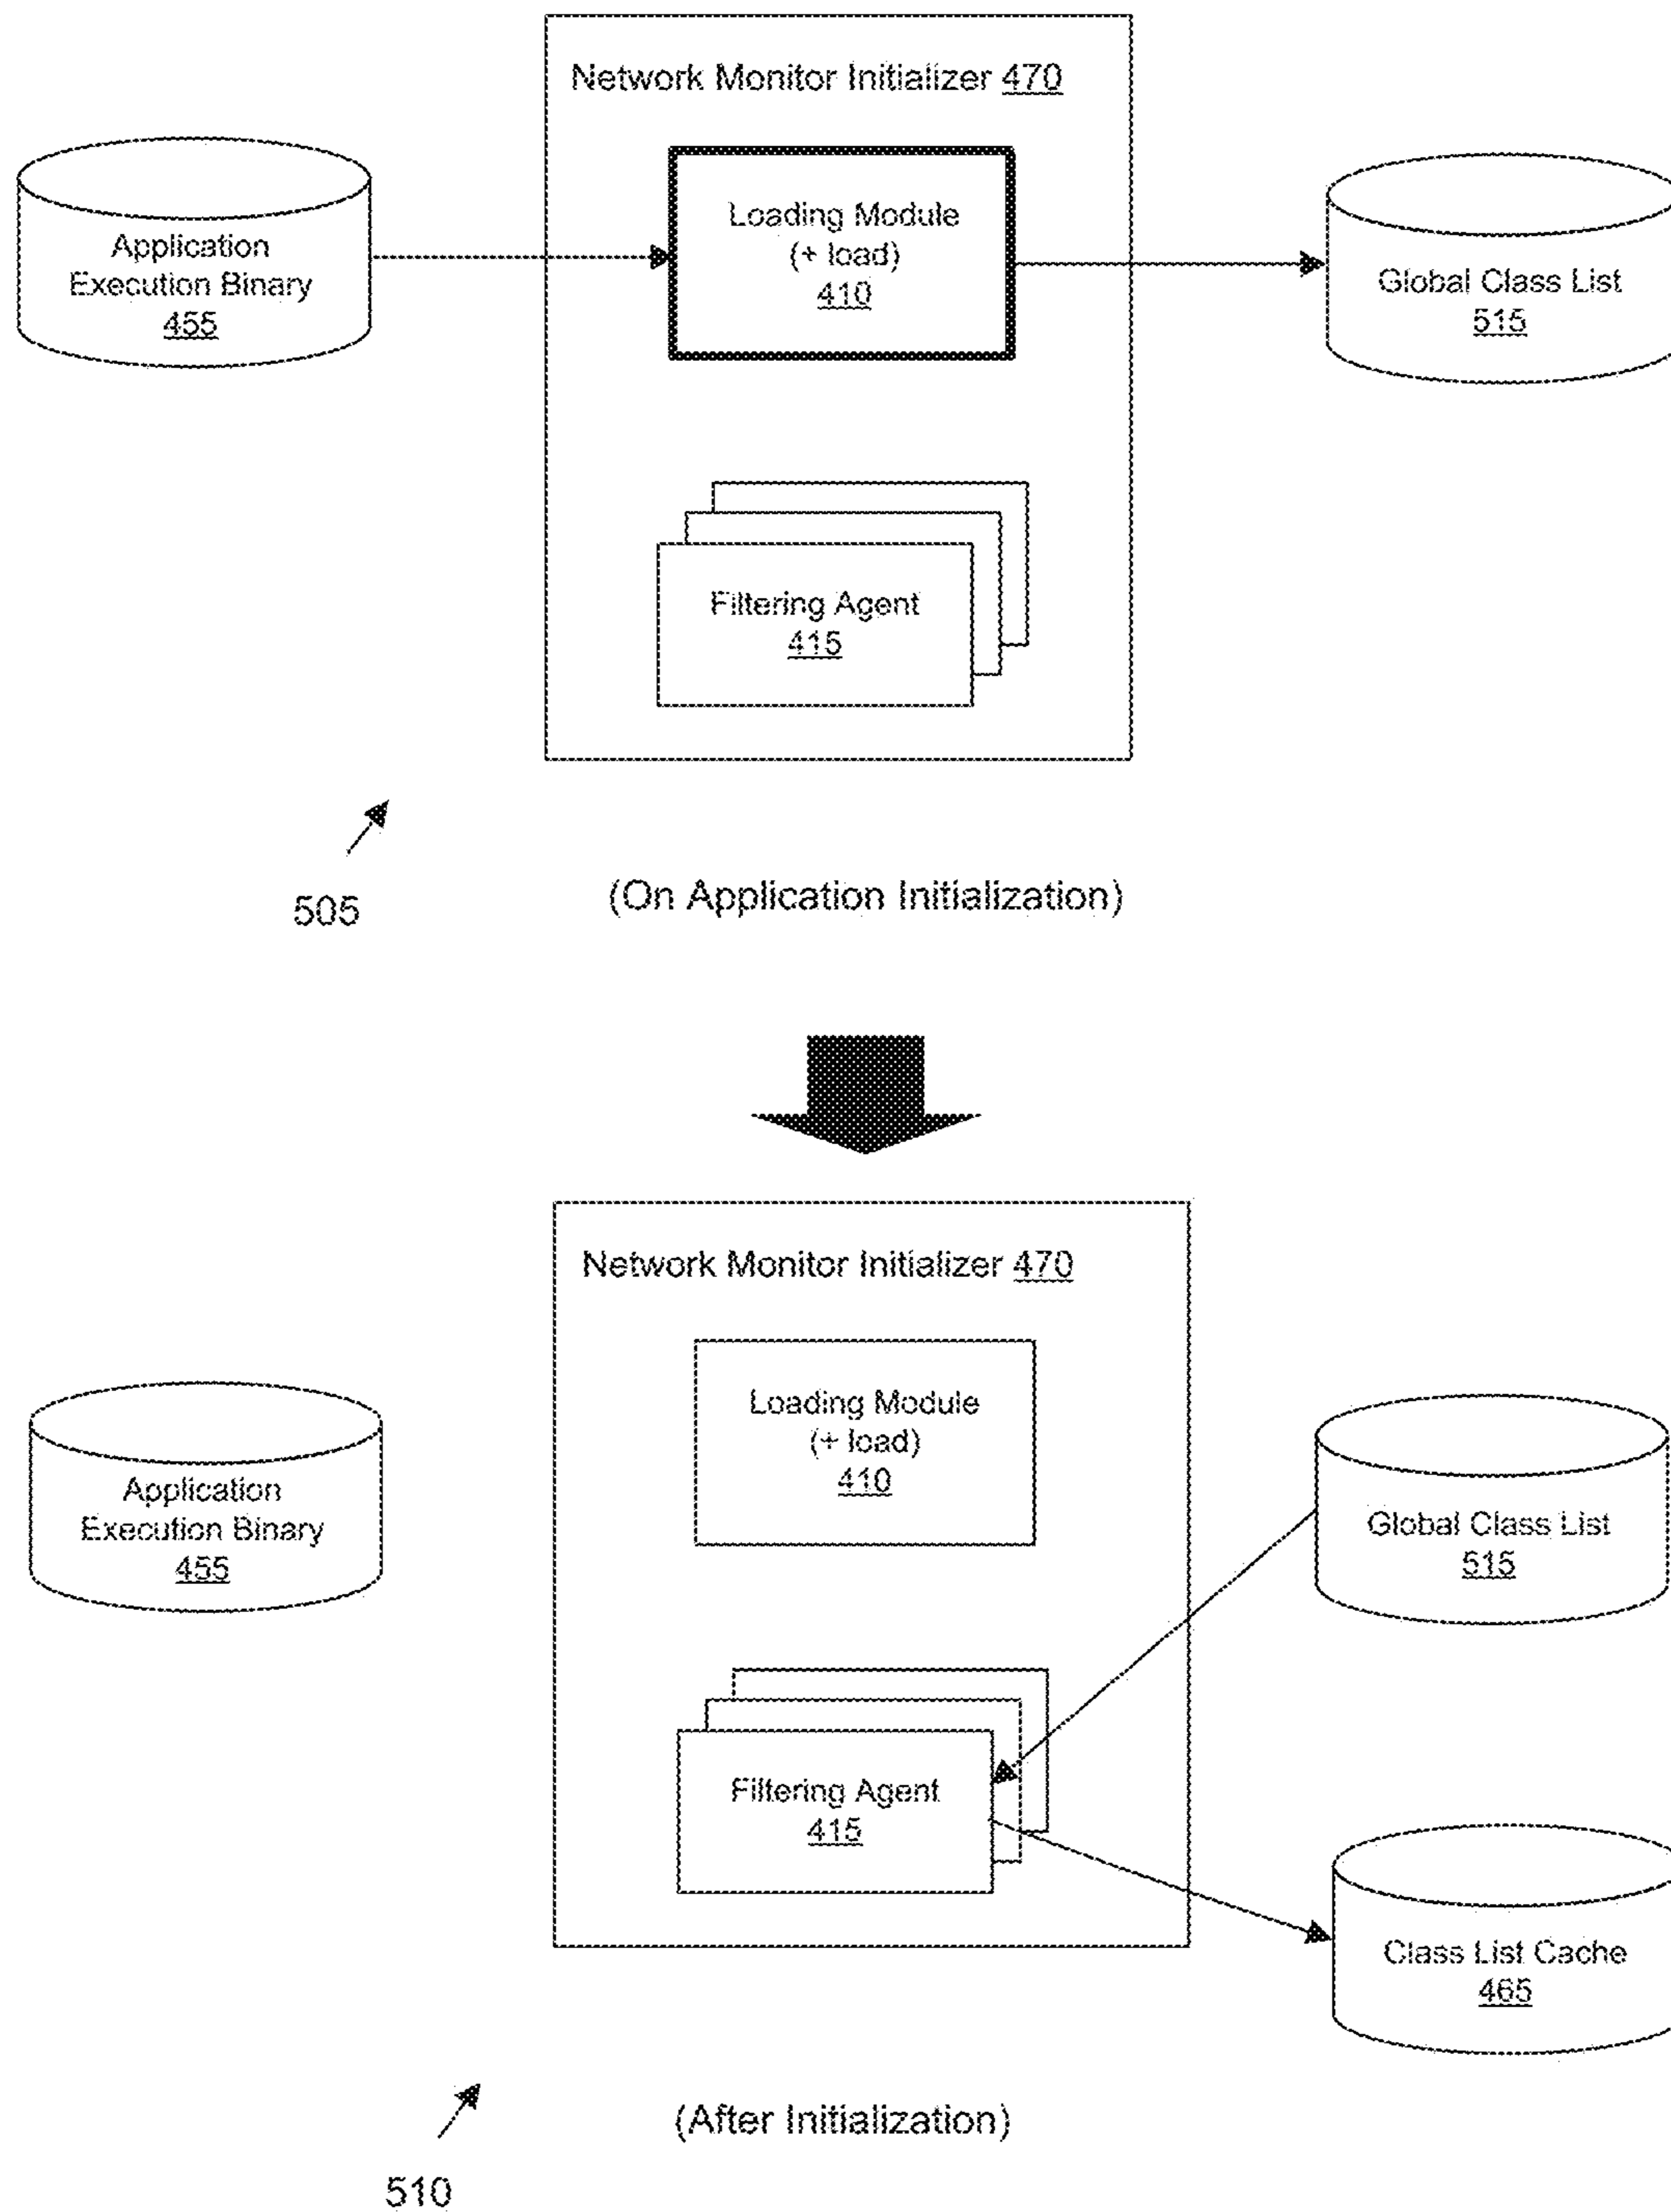 Network Monitor Initializer 470
Application
Execution Binary
455
Loading Module
(+ load)
410
Global Class List
515
Filtering Agent
415
505
(On Application Initialization)
Network Monitor Initializer 470
Loading Module
(+ load)
410
Application
Execution Binary
455
Global Class List
515
Filtering Agent
415
Class List Cache
465
(After Initialization)
510